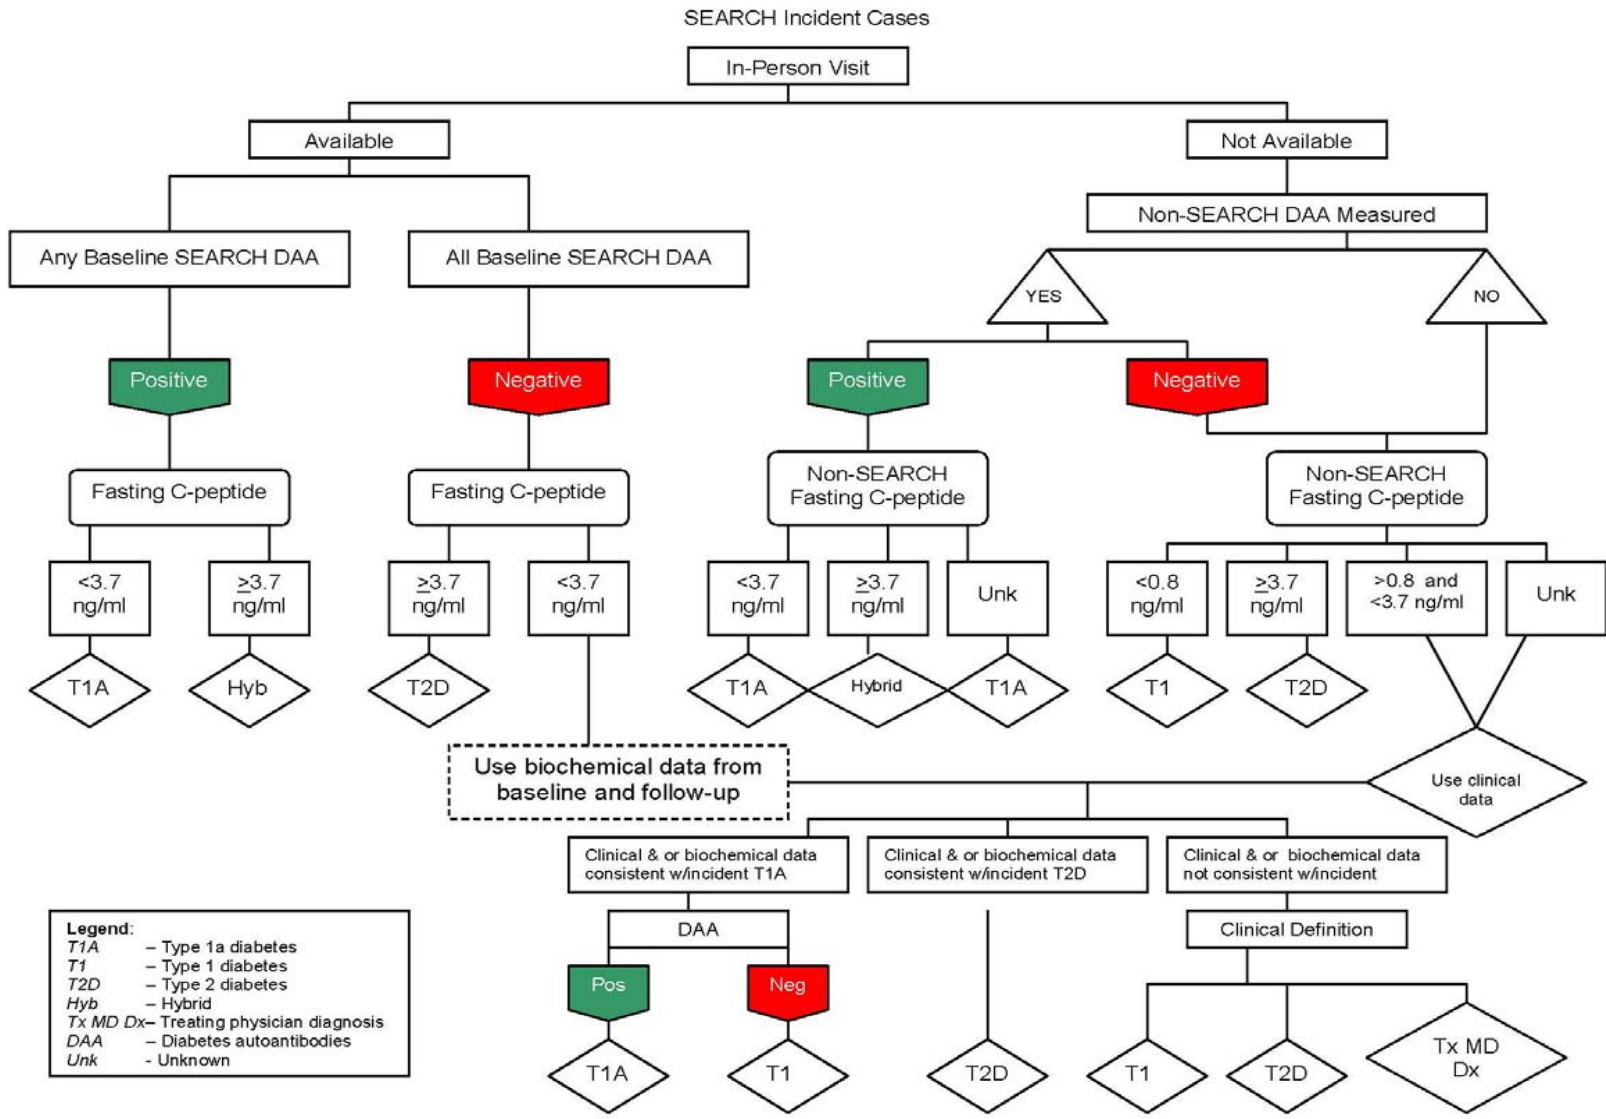 SEARCH Incident Cases
In-Person Visit
Available
Not Available
Non-SEARCH DAA Measured
Any Baseline SEARCH DAA
All Baseline SEARCH DAA
YES
NO
Positive
Negative
Positive
Negative
Fasting C-peptide
Fasting C-peptide
Non-SEARCH
Fasting C-peptide
Non-SEARCH
Fasting C-peptide
<3.7
ng/ml
≥3.7
ng/ml
≥3.7
ng/ml
<3.7
ng/ml
<3.7
ng/ml
≥3.7
ng/ml
Unk
<0.8
ng/ml
≥3.7
ng/ml
>0.8 and
<3.7 ng/ml
Unk
T1A
Hyb
T2D
T1A
Hybrid
T1A
T1
T2D
Use biochemical data from
baseline and follow-up
Use clinical
data
Clinical & or biochemical data
consistent w/incident T1A
Clinical & or biochemical data
consistent w/incident T2D
Clinical & or biochemical data
not consistent w/incident
DAA
Clinical Definition
Pos
Neg
T1A
T1
T2D
T1
T2D
Tx MD
Dx
Legend:
T1A – Type 1a diabetes
T1 – Type 1 diabetes
T2D – Type 2 diabetes
Hyb – Hybrid
Tx MD Dx– Treating physician diagnosis
DAA – Diabetes autoantibodies
Unk - Unknown